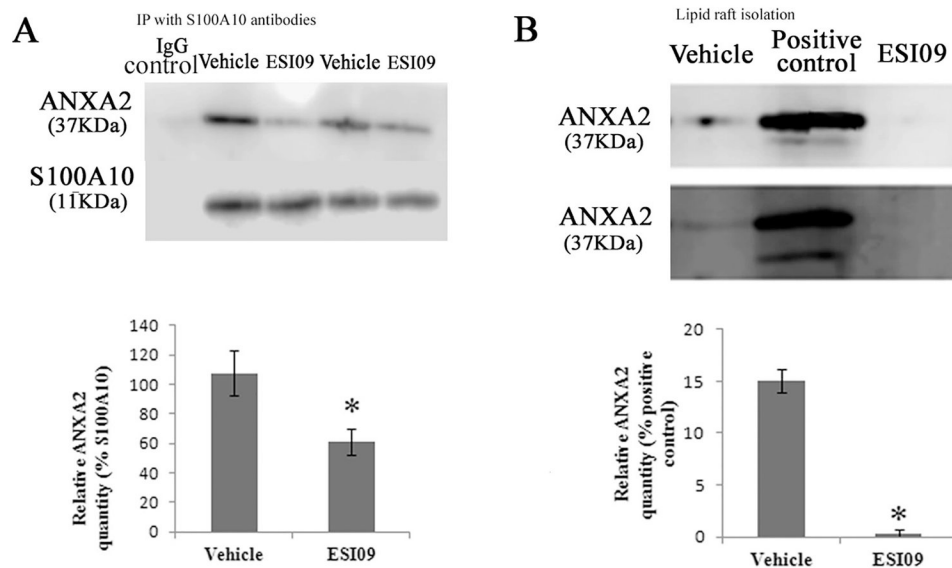 A
IP with S100A10 antibodies
IgG
control Vehicle ESI09 Vehicle ESI09
ANXA2
(37KDa)
S100A10
(11KDa)
Relative ANXA2
quantity (% S100A10)
140
120
100
80
60
40
20
0
*
Vehicle ESI09
B
Lipid raft isolation
Vehicle Positive
control ESI09
ANXA2
(37KDa)
ANXA2
(37KDa)
Relative ANXA2
quantity (% positive
control)
20
15
10
5
0
*
Vehicle ESI09